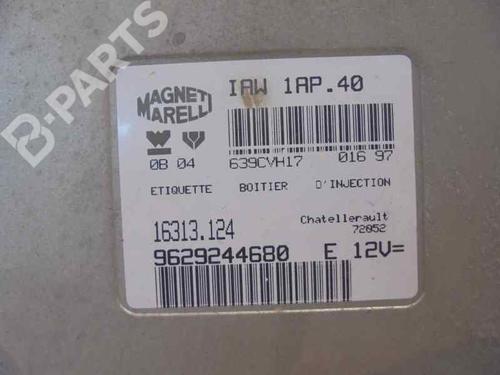 B-PARTS
MAGNETI MARELLI
IAW 1AP.40
0B 04
639CVH17 016 97
ETIQUETTE BOITIER D'INJECTION
16313.124
Chatellerault
72052
9629244680 E 12V=